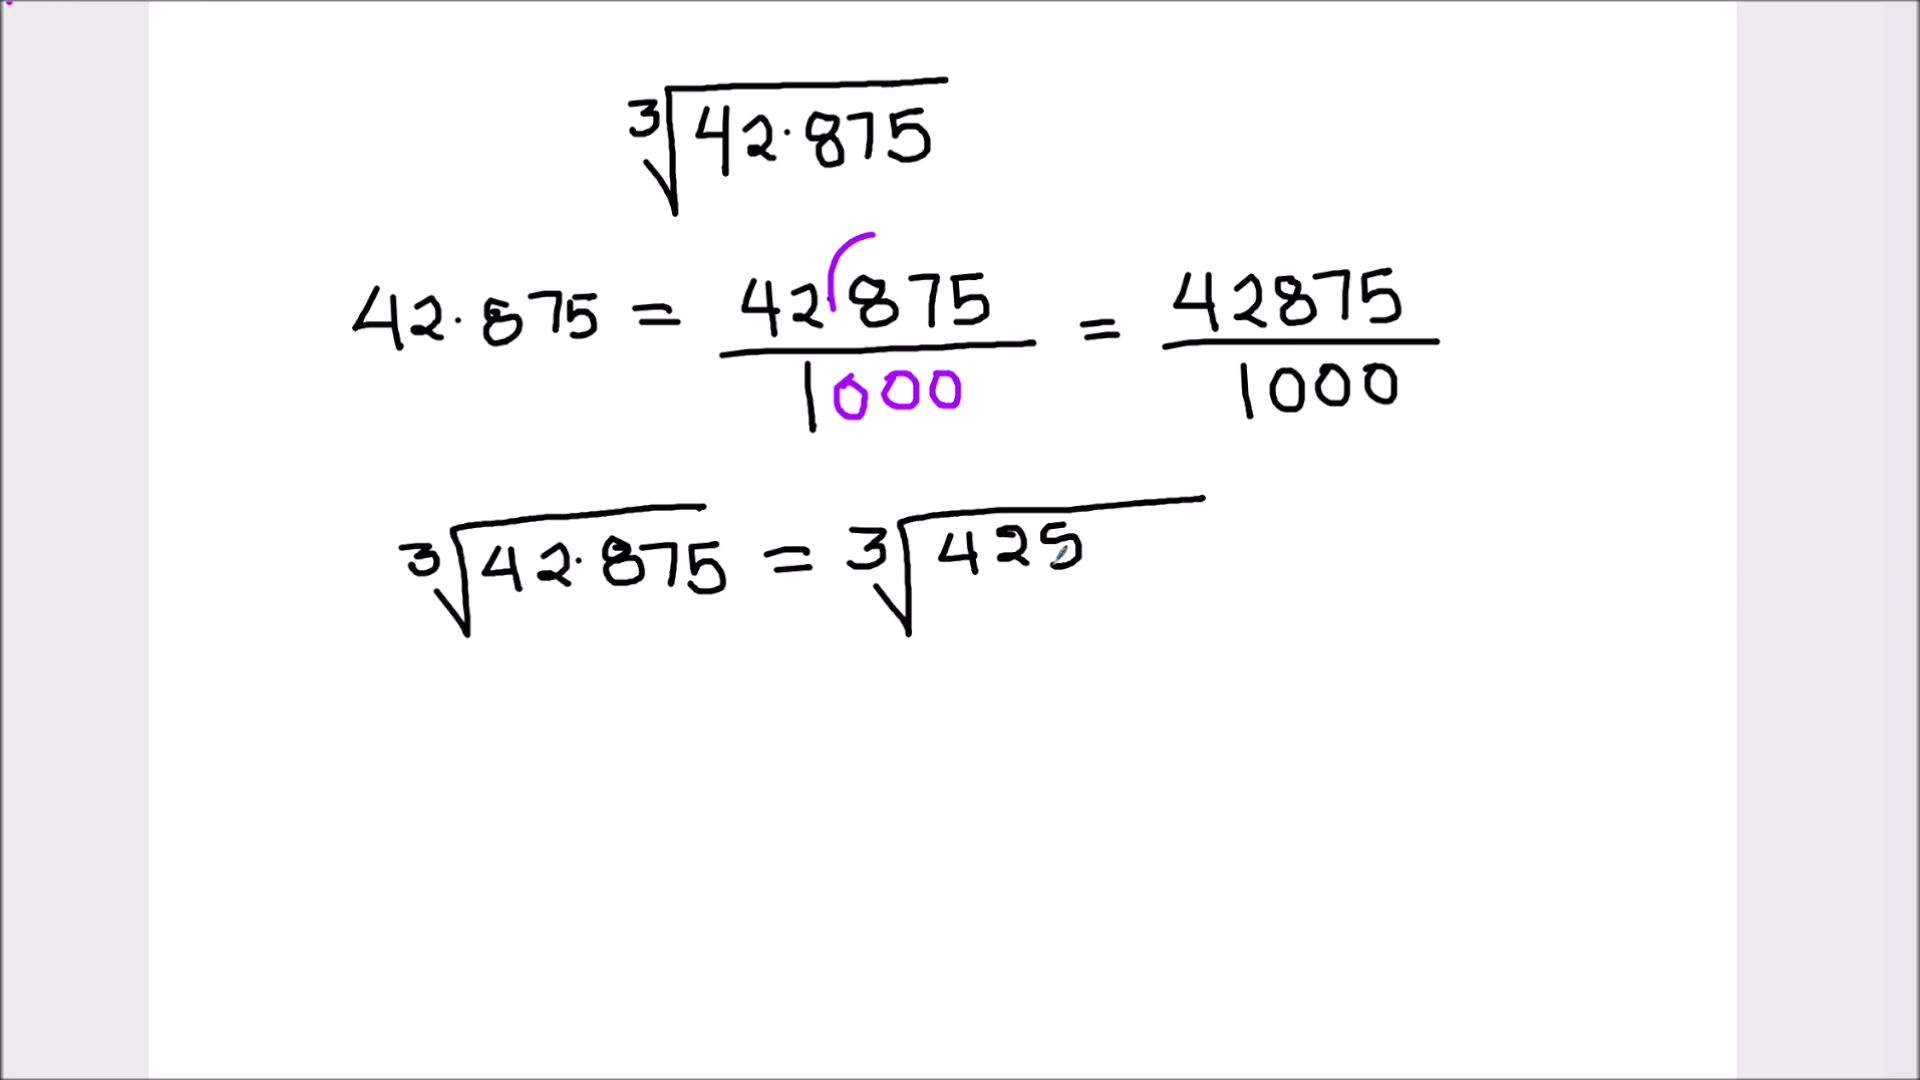 ∛42·875
42·875 = 42875/1000 = 42875/1000
∛42·875 = ∛425